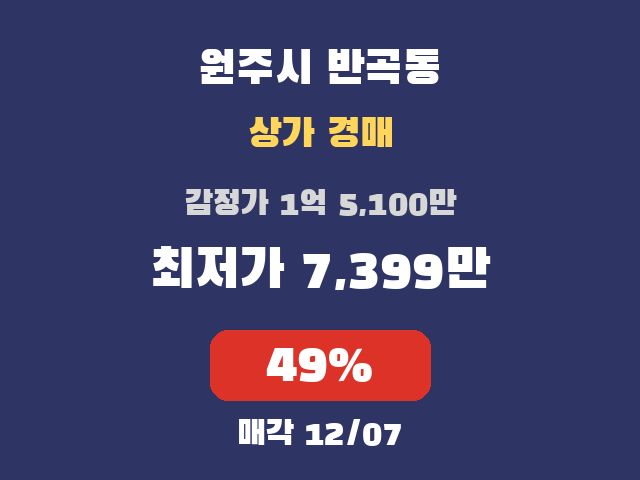 원주시 반곡동
상가 경매
감정가 1억 5,100만
최저가 7,399만
49%
매각 12/07